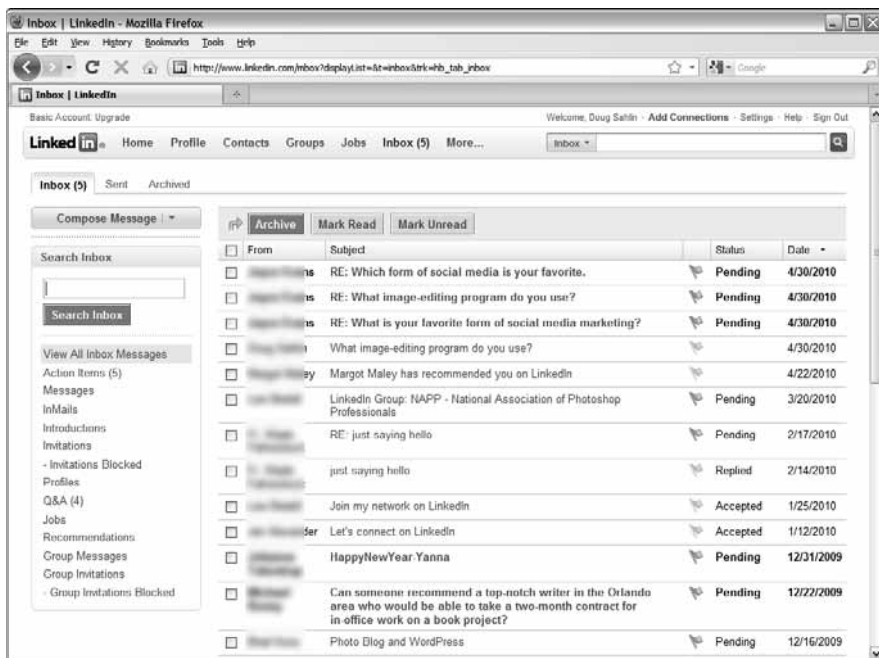 Inbox | LinkedIn - Mozilla Firefox
File Edit View History Bookmarks Tools Help
http://www.linkedin.com/inbox?displayList=&t=inbox&trk=hb_tab_inbox Google
Inbox | LinkedIn
Basic Account: Upgrade Welcome, Doug Sahlin · Add Connections · Settings · Help · Sign Out
Linked in Home Profile Contacts Groups Jobs Inbox (5) More... Inbox
Inbox (5) Sent Archived
Compose Message
Archive Mark Read Mark Unread
From Subject Status Date
Search Inbox
Search Inbox
View All Inbox Messages
Action Items (5)
Messages
InMails
Introductions
Invitations
- Invitations Blocked
Profiles
Q&A (4)
Jobs
Recommendations
Group Messages
Group Invitations
- Group Invitations Blocked
RE: Which form of social media is your favorite. Pending 4/30/2010
RE: What image-editing program do you use? Pending 4/30/2010
RE: What is your favorite form of social media marketing? Pending 4/30/2010
What image-editing program do you use? 4/30/2010
Margot Maley has recommended you on LinkedIn 4/22/2010
LinkedIn Group: NAPP - National Association of Photoshop
Professionals Pending 3/20/2010
RE: just saying hello Pending 2/17/2010
just saying hello Replied 2/14/2010
Join my network on LinkedIn Accepted 1/25/2010
Let's connect on LinkedIn Accepted 1/12/2010
HappyNewYear-Yanna Pending 12/31/2009
Can someone recommend a top-notch writer in the Orlando
area who would be able to take a two-month contract for
in-office work on a book project? Pending 12/22/2009
Photo Blog and WordPress Pending 12/16/2009